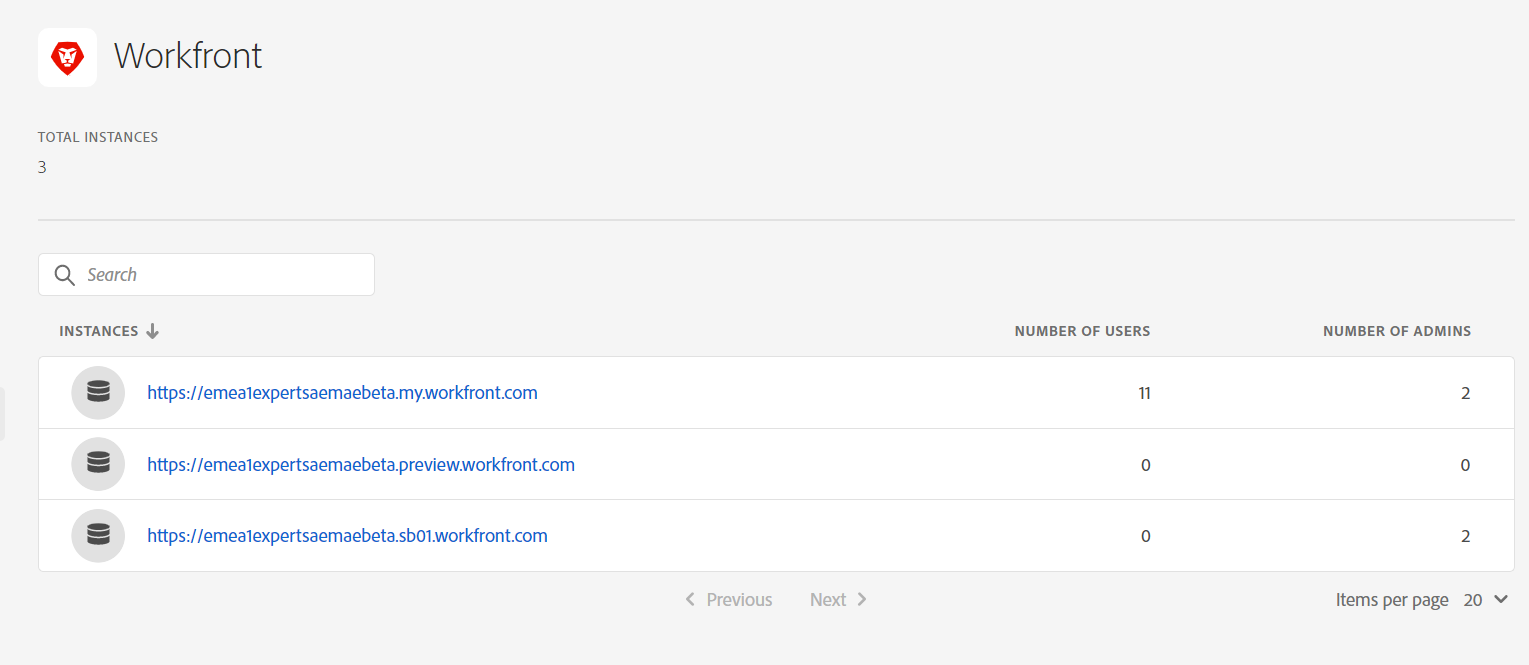 Workfront
TOTAL INSTANCES
3
Search
INSTANCES NUMBER OF USERS NUMBER OF ADMINS
https://emea1expertsaemaebeta.my.workfront.com 11 2
https://emea1expertsaemaebeta.preview.workfront.com 0 0
https://emea1expertsaemaebeta.sb01.workfront.com 0 2
Previous Next Items per page 20